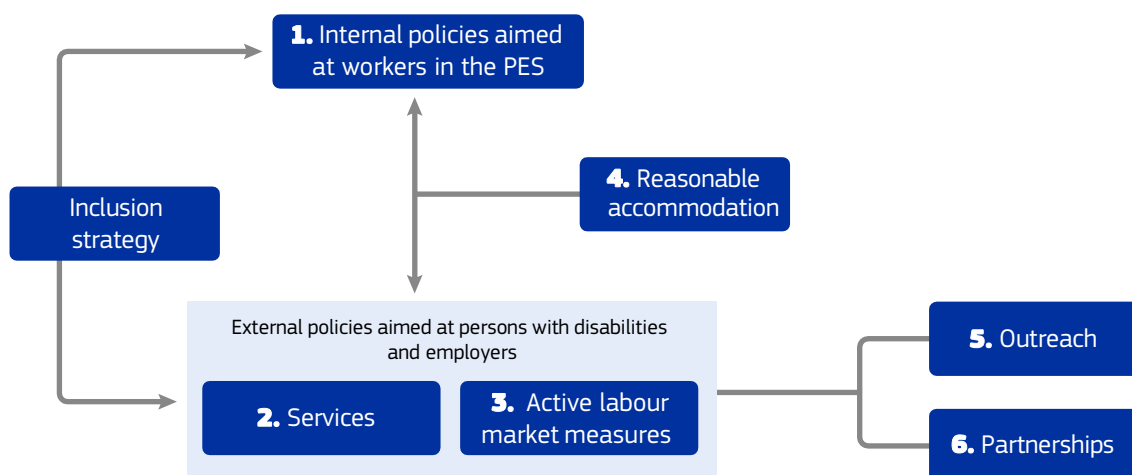 1. Internal policies aimed
at workers in the PES
4. Reasonable
accommodation
Inclusion
strategy
External policies aimed at persons with disabilities
and employers
2. Services
3. Active labour
market measures
5. Outreach
6. Partnerships